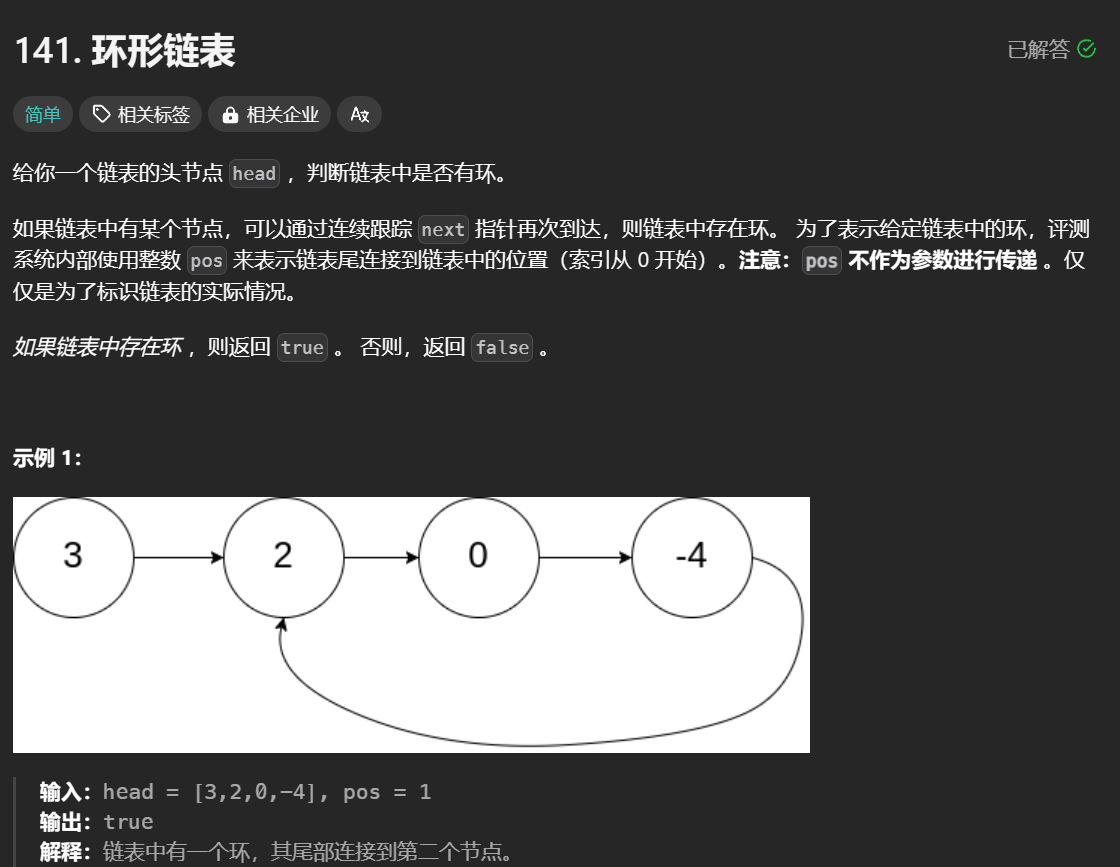 141. 环形链表
已解答
简单
相关标签
相关企业
给你一个链表的头节点 head ，判断链表中是否有环。
如果链表中有某个节点，可以通过连续跟踪 next 指针再次到达，则链表中存在环。 为了表示给定链表中的环，评测
系统内部使用整数 pos 来表示链表尾连接到链表中的位置（索引从 0 开始）。注意：pos 不作为参数进行传递 。仅
仅是为了标识链表的实际情况。
如果链表中存在环 ，则返回 true 。 否则，返回 false 。
示例 1：
3 2 0 -4
输入：head = [3,2,0,-4], pos = 1
输出：true
解释：链表中有一个环，其尾部连接到第二个节点。